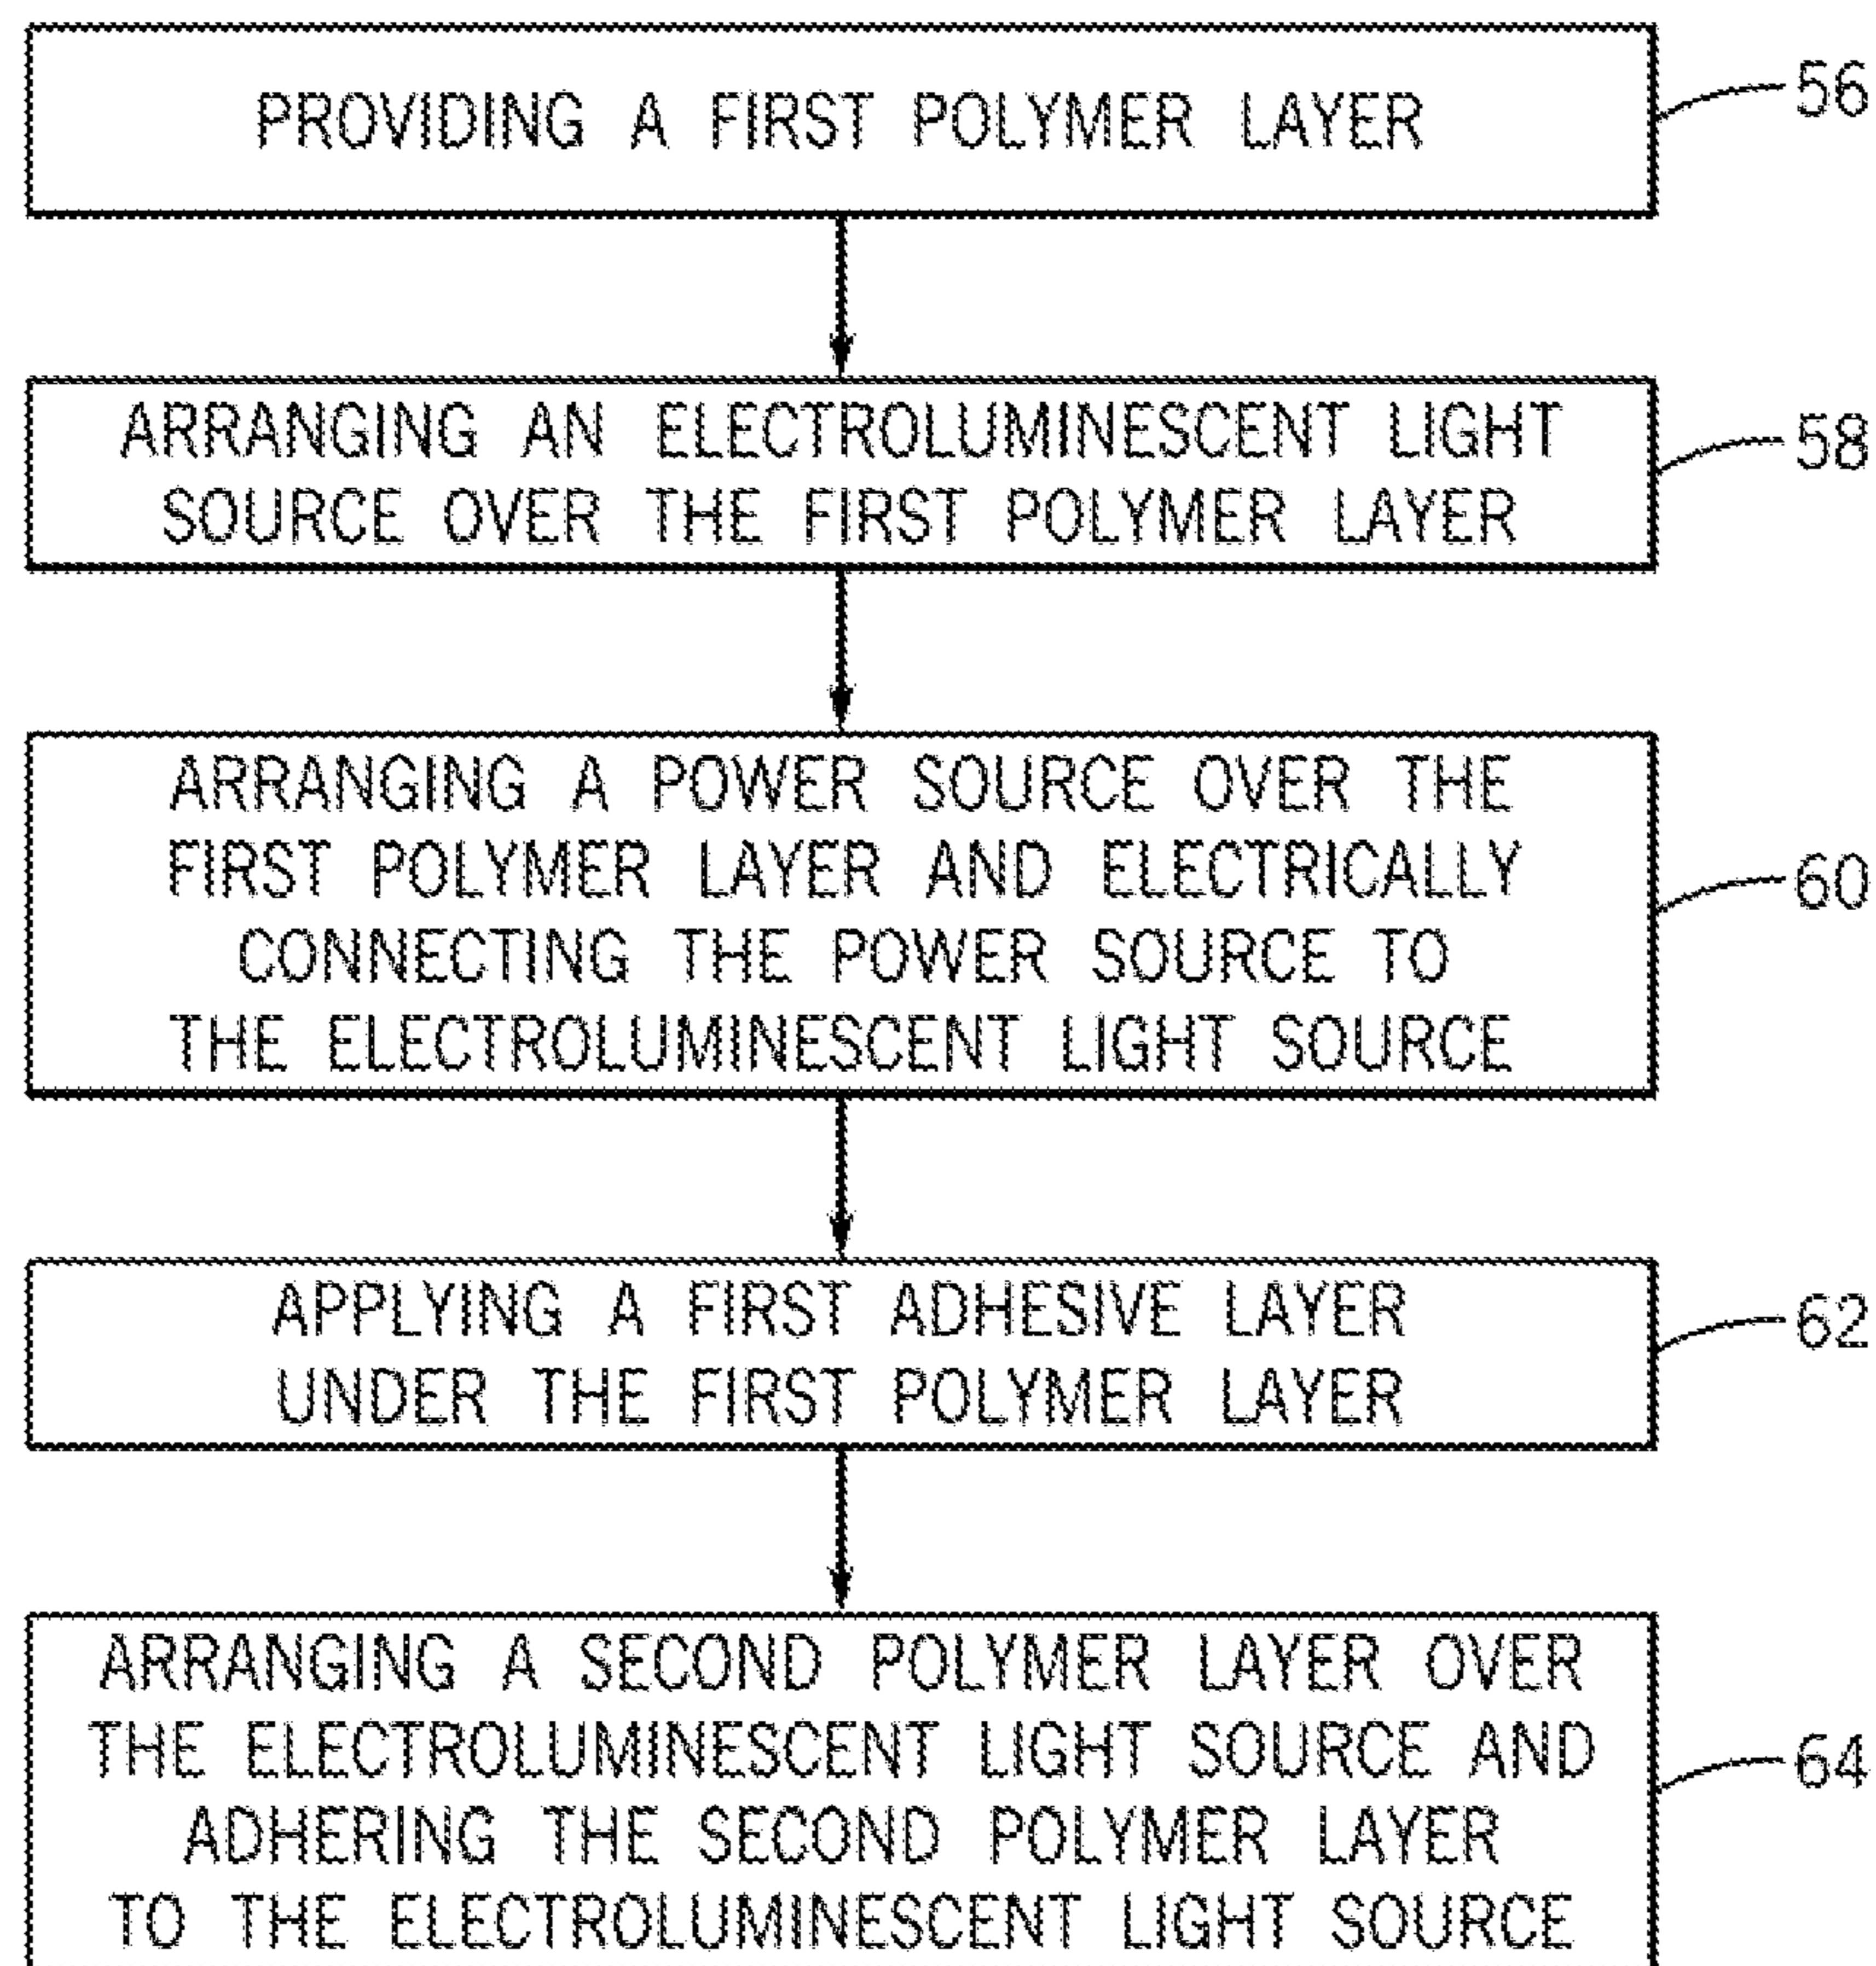 PROVIDING A FIRST POLYMER LAYER
56
ARRANGING AN ELECTROLUMINESCENT LIGHT
SOURCE OVER THE FIRST POLYMER LAYER
58
ARRANGING A POWER SOURCE OVER THE
FIRST POLYMER LAYER AND ELECTRICALLY
CONNECTING THE POWER SOURCE TO
THE ELECTROLUMINESCENT LIGHT SOURCE
60
APPLYING A FIRST ADHESIVE LAYER
UNDER THE FIRST POLYMER LAYER
62
ARRANGING A SECOND POLYMER LAYER OVER
THE ELECTROLUMINESCENT LIGHT SOURCE AND
ADHERING THE SECOND POLYMER LAYER
TO THE ELECTROLUMINESCENT LIGHT SOURCE
64